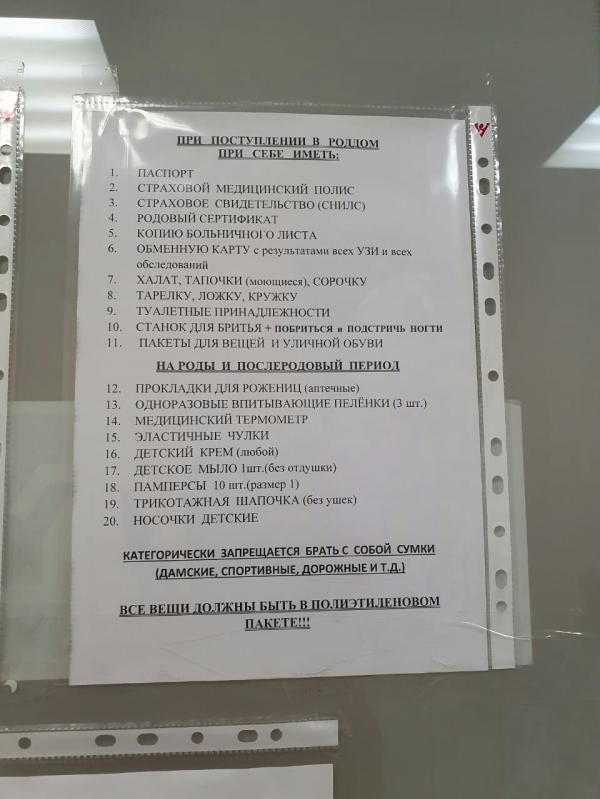 ПРИ ПОСТУПЛЕНИИ В РОДДОМ
ПРИ СЕБЕ ИМЕТЬ:
1. ПАСПОРТ
2. СТРАХОВОЙ МЕДИЦИНСКИЙ ПОЛИС
3. СТРАХОВОЕ СВИДЕТЕЛЬСТВО (СНИЛС)
4. РОДОВЫЙ СЕРТИФИКАТ
5. КОПИЮ БОЛЬНИЧНОГО ЛИСТА
6. ОБМЕННУЮ КАРТУ с результатами всех УЗИ и всех
обследований
7. ХАЛАТ, ТАПОЧКИ (моющиеся), СОРОЧКУ
8. ТАРЕЛКУ, ЛОЖКУ, КРУЖКУ
9. ТУАЛЕТНЫЕ ПРИНАДЛЕЖНОСТИ
10. СТАНОК ДЛЯ БРИТЬЯ + ПОБРИТЬСЯ и ПОДСТРИЧЬ НОГТИ
11. ПАКЕТЫ ДЛЯ ВЕЩЕЙ И УЛИЧНОЙ ОБУВИ
НА РОДЫ И ПОСЛЕРОДОВЫЙ ПЕРИОД
12. ПРОКЛАДКИ ДЛЯ РОЖЕНИЦ (аптечные)
13. ОДНОРАЗОВЫЕ ВПИТЫВАЮЩИЕ ПЕЛЁНКИ (3 шт.)
14. МЕДИЦИНСКИЙ ТЕРМОМЕТР
15. ЭЛАСТИЧНЫЕ ЧУЛКИ
16. ДЕТСКИЙ КРЕМ (любой)
17. ДЕТСКОЕ МЫЛО 1шт.(без отдушки)
18. ПАМПЕРСЫ 10 шт.(размер 1)
19. ТРИКОТАЖНАЯ ШАПОЧКА (без ушек)
20. НОСОЧКИ ДЕТСКИЕ
КАТЕГОРИЧЕСКИ ЗАПРЕЩАЕТСЯ БРАТЬ С СОБОЙ СУМКИ
(ДАМСКИЕ, СПОРТИВНЫЕ, ДОРОЖНЫЕ И Т.Д.)
ВСЕ ВЕЩИ ДОЛЖНЫ БЫТЬ В ПОЛИЭТИЛЕНОВОМ
ПАКЕТЕ!!!